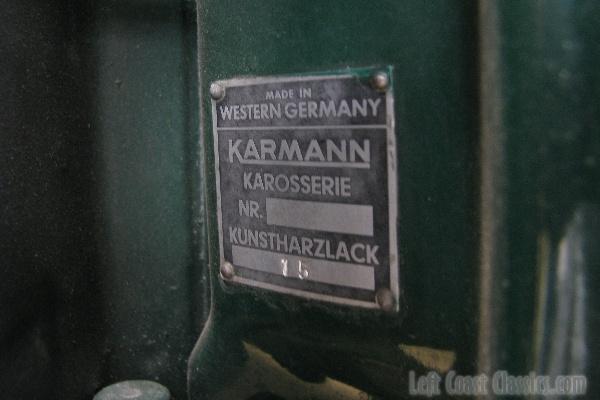 MADE IN
WESTERN GERMANY
KARMANN
KAROSSERIE
NR.
KUNSTHARZLACK
15
Left Coast Classics.com